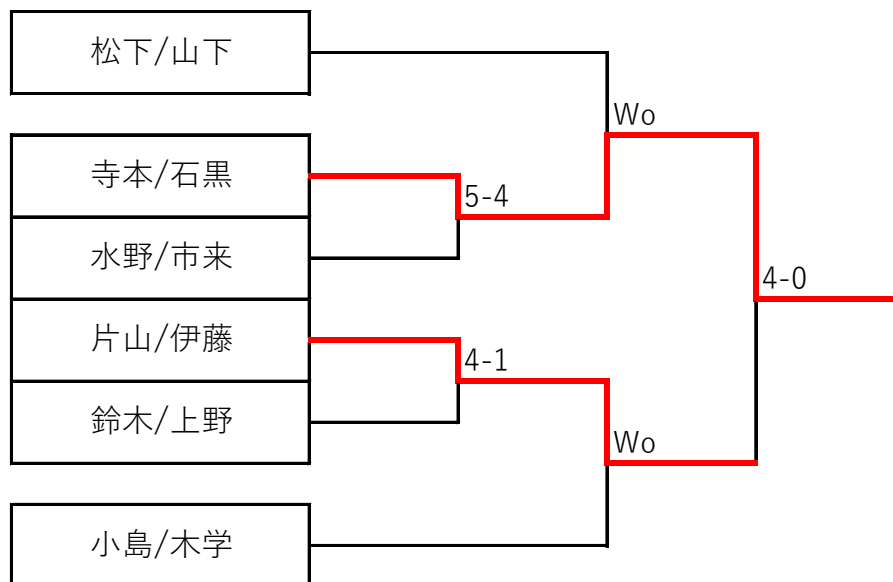 松下/山下
Wo
寺本/石黒
5-4
水野/市来
4-0
片山/伊藤
4-1
鈴木/上野
Wo
小島/木学